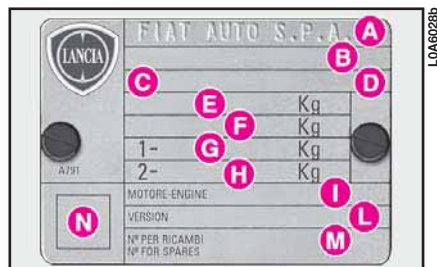 FIAT AUTO S.P.A. A
LANCIA
B
C D
E Kg
F Kg
1- G Kg
2- H Kg
A79T
MOTORE-ENGINE I
VERSION L
N
Nº PER RICAMBI M
Nº FOR SPARES
L0A6028b